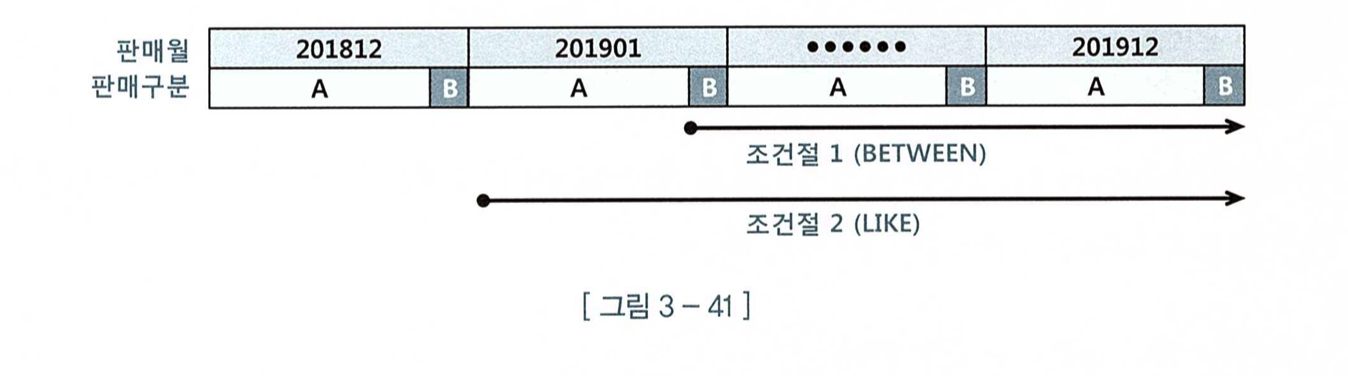 판매월 201812 201901 •••••• 201912
판매구분 A B A B A B A B
조건절 1 (BETWEEN)
조건절 2 (LIKE)
[ 그림 3 – 41 ]